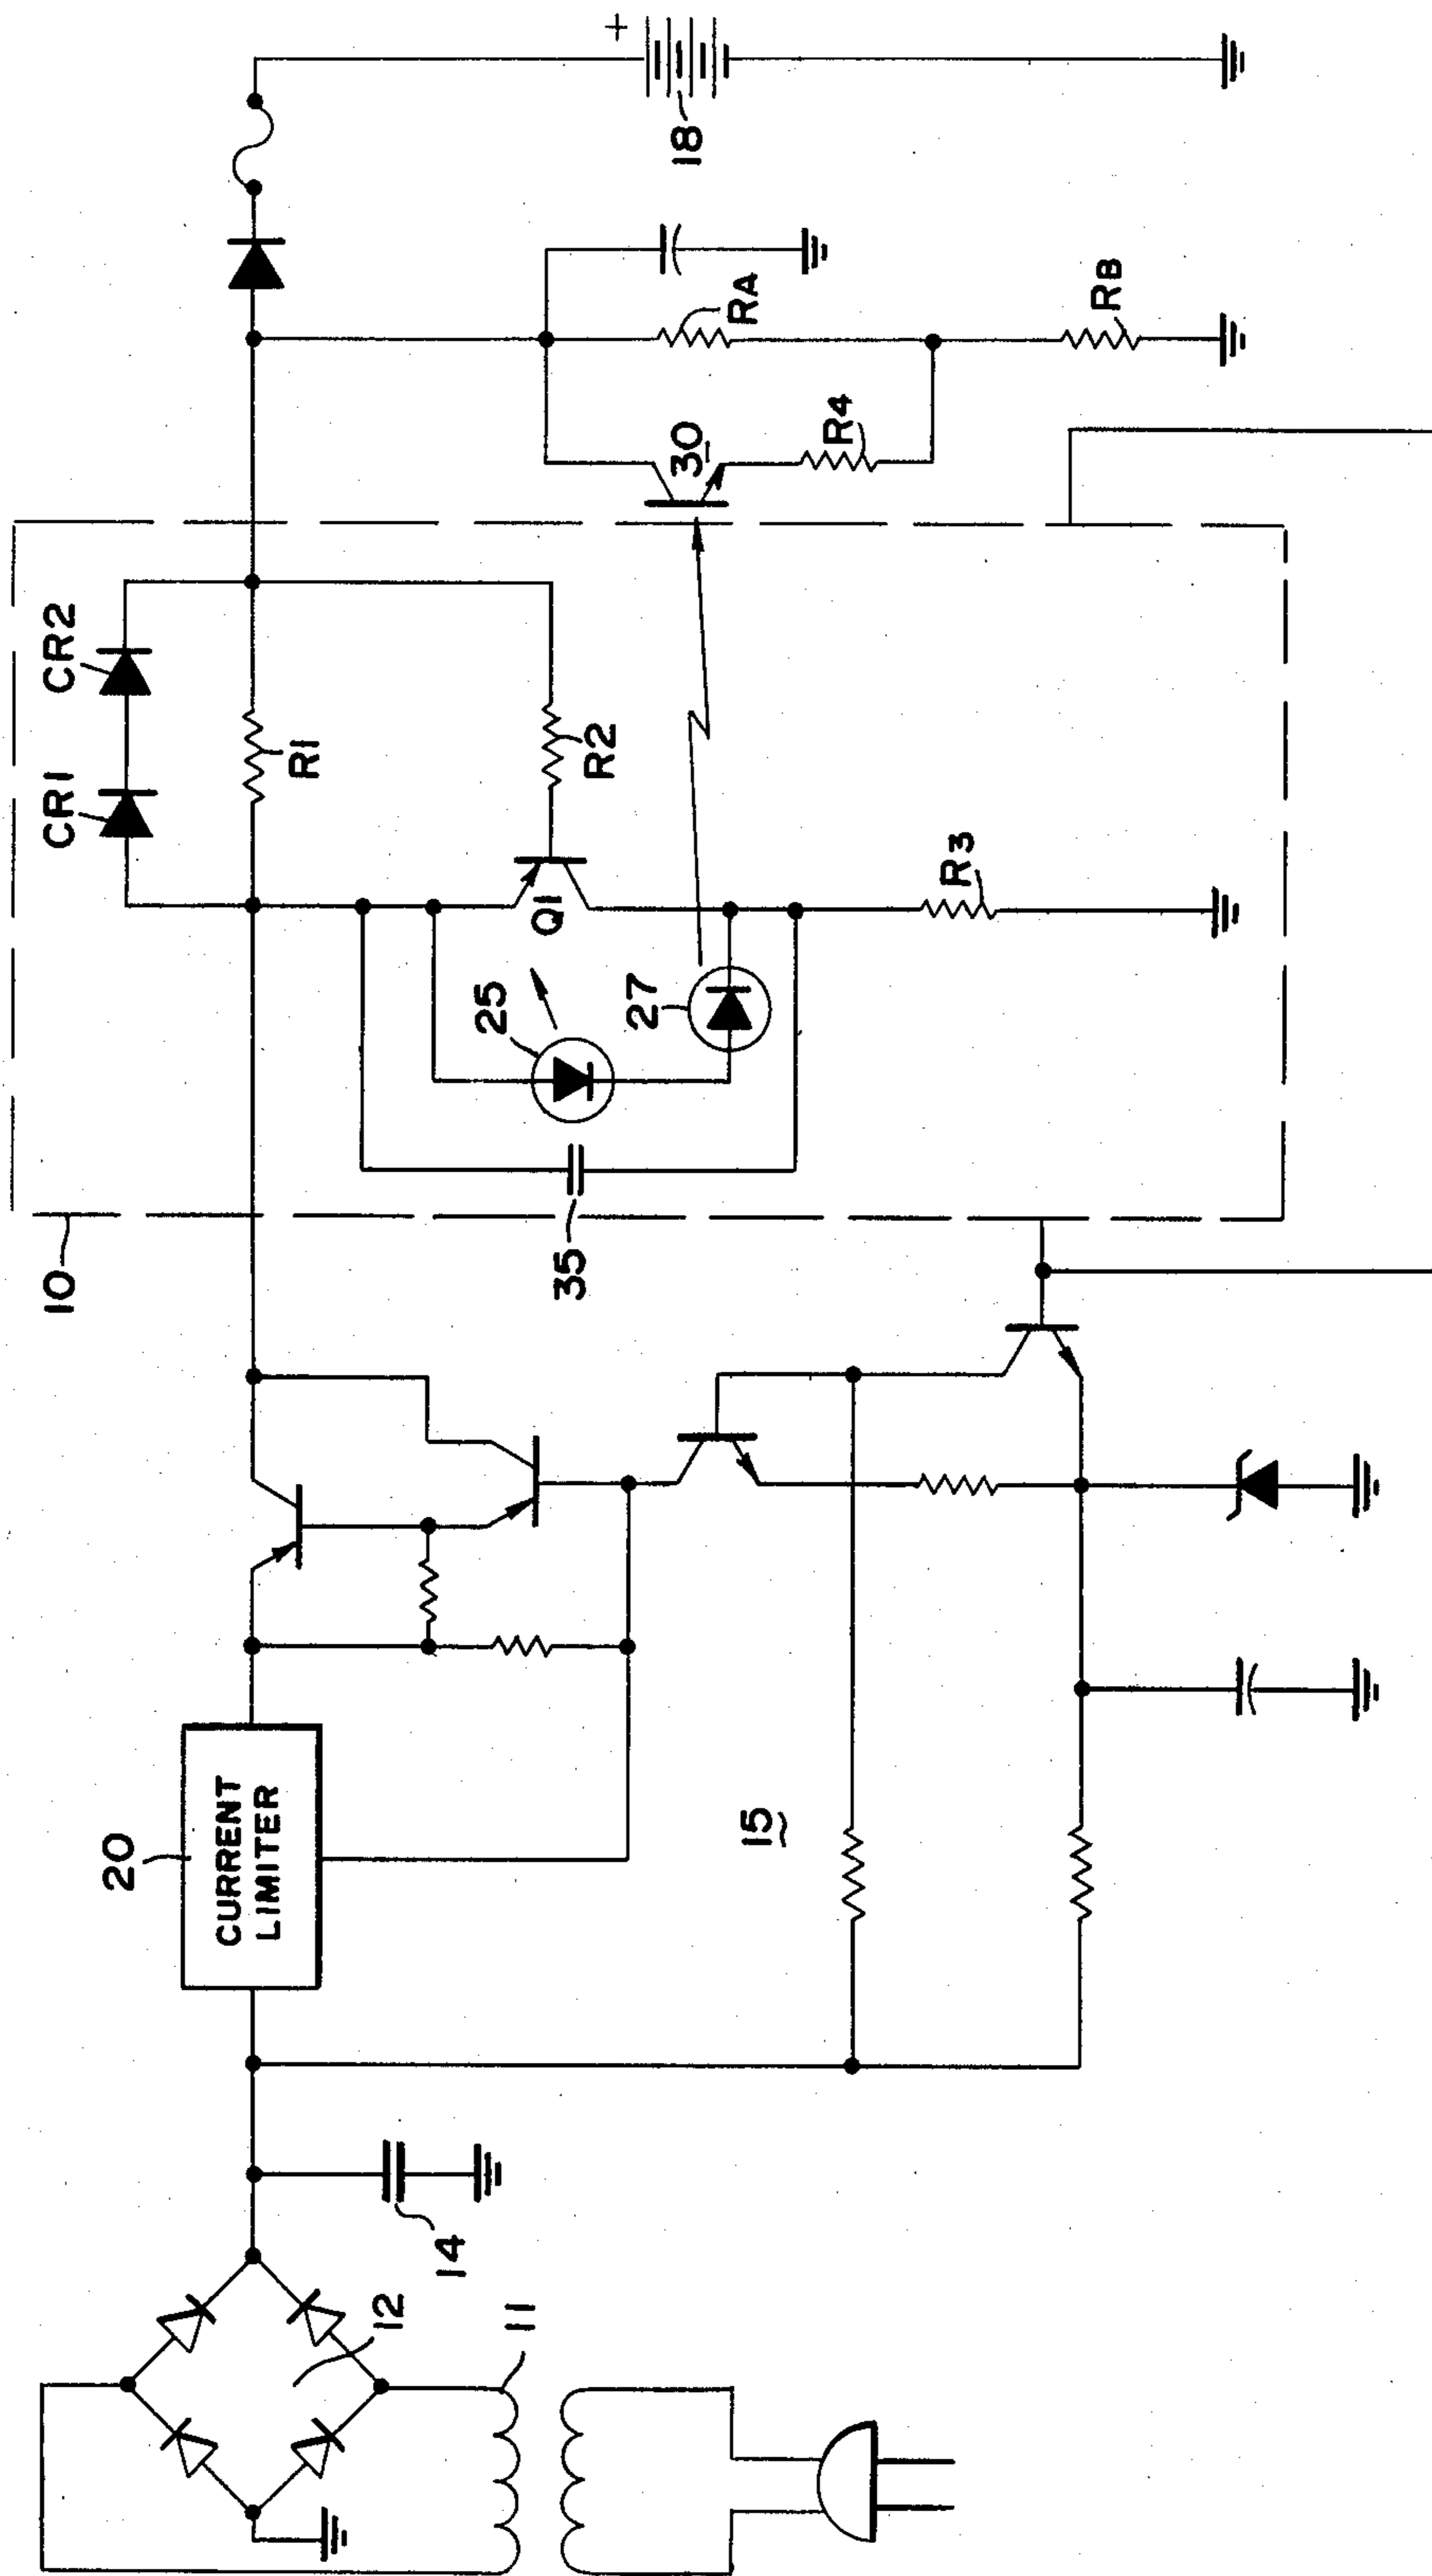 10
CR1
CR2
R1
R2
Q1
25
27
35
R3
30
R4
RA
RB
+
18
20
CURRENT
LIMITER
15
14
12
11